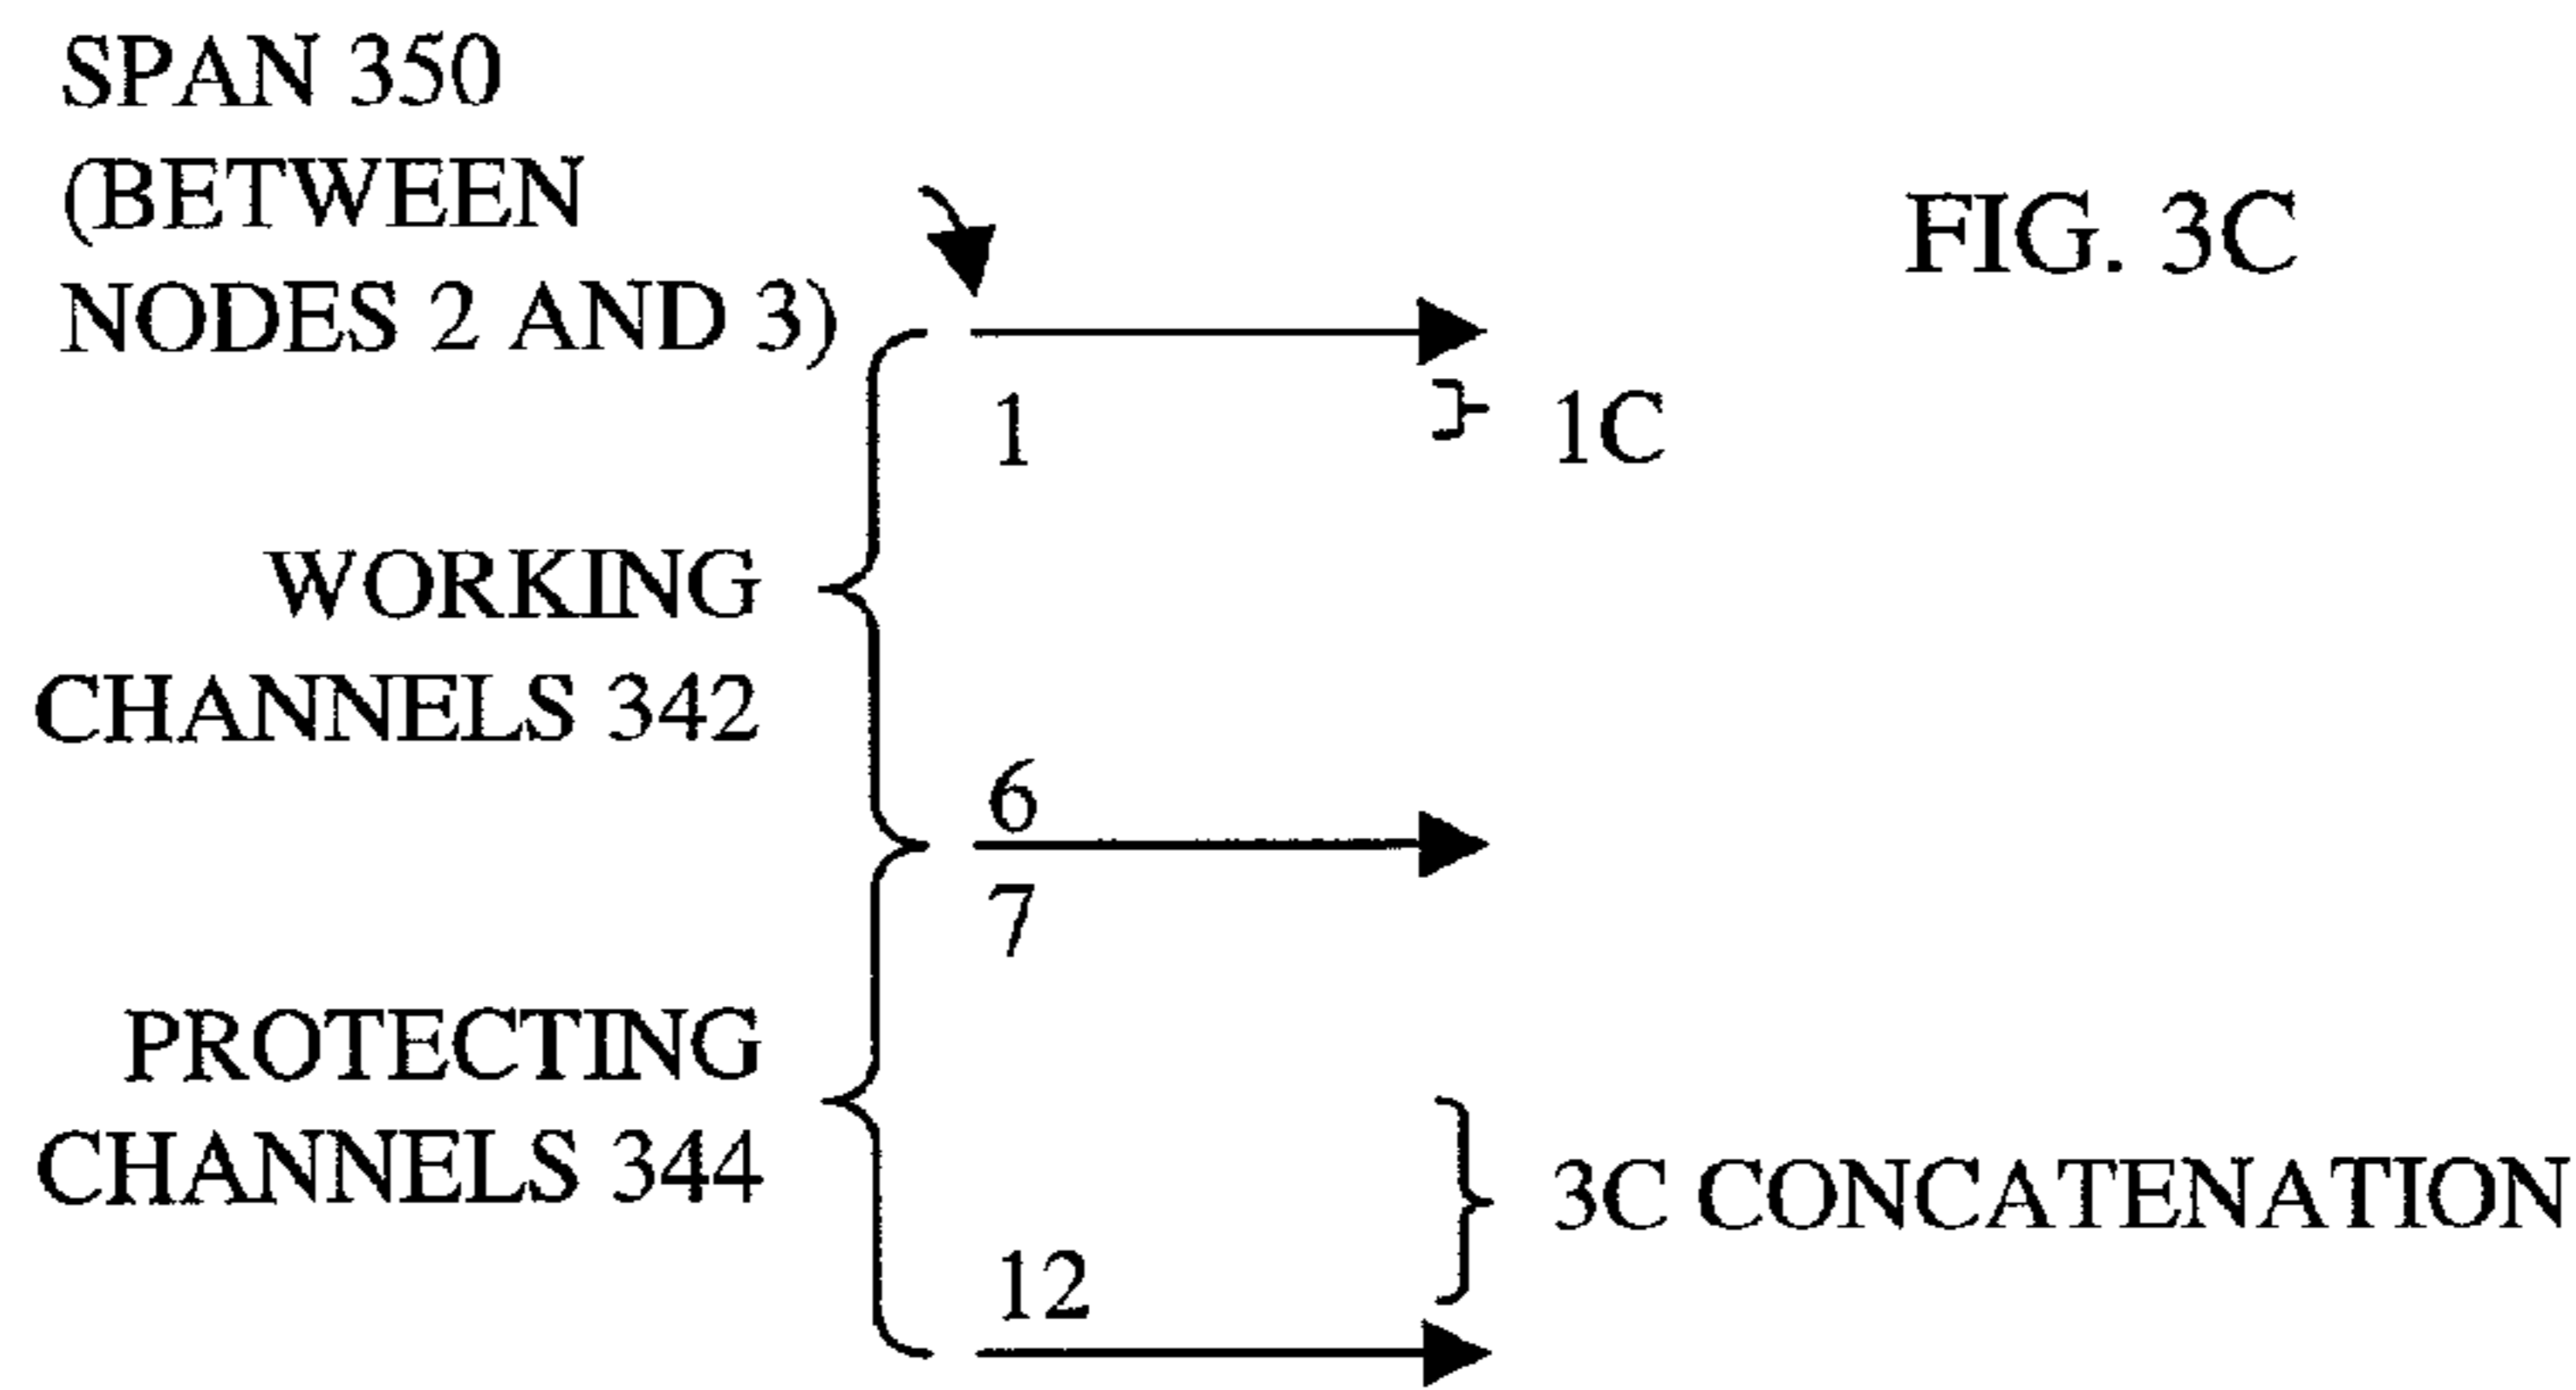 SPAN 350
(BETWEEN
NODES 2 AND 3)
FIG. 3C
1
1C
WORKING
CHANNELS 342
6
7
PROTECTING
CHANNELS 344
3C CONCATENATION
12